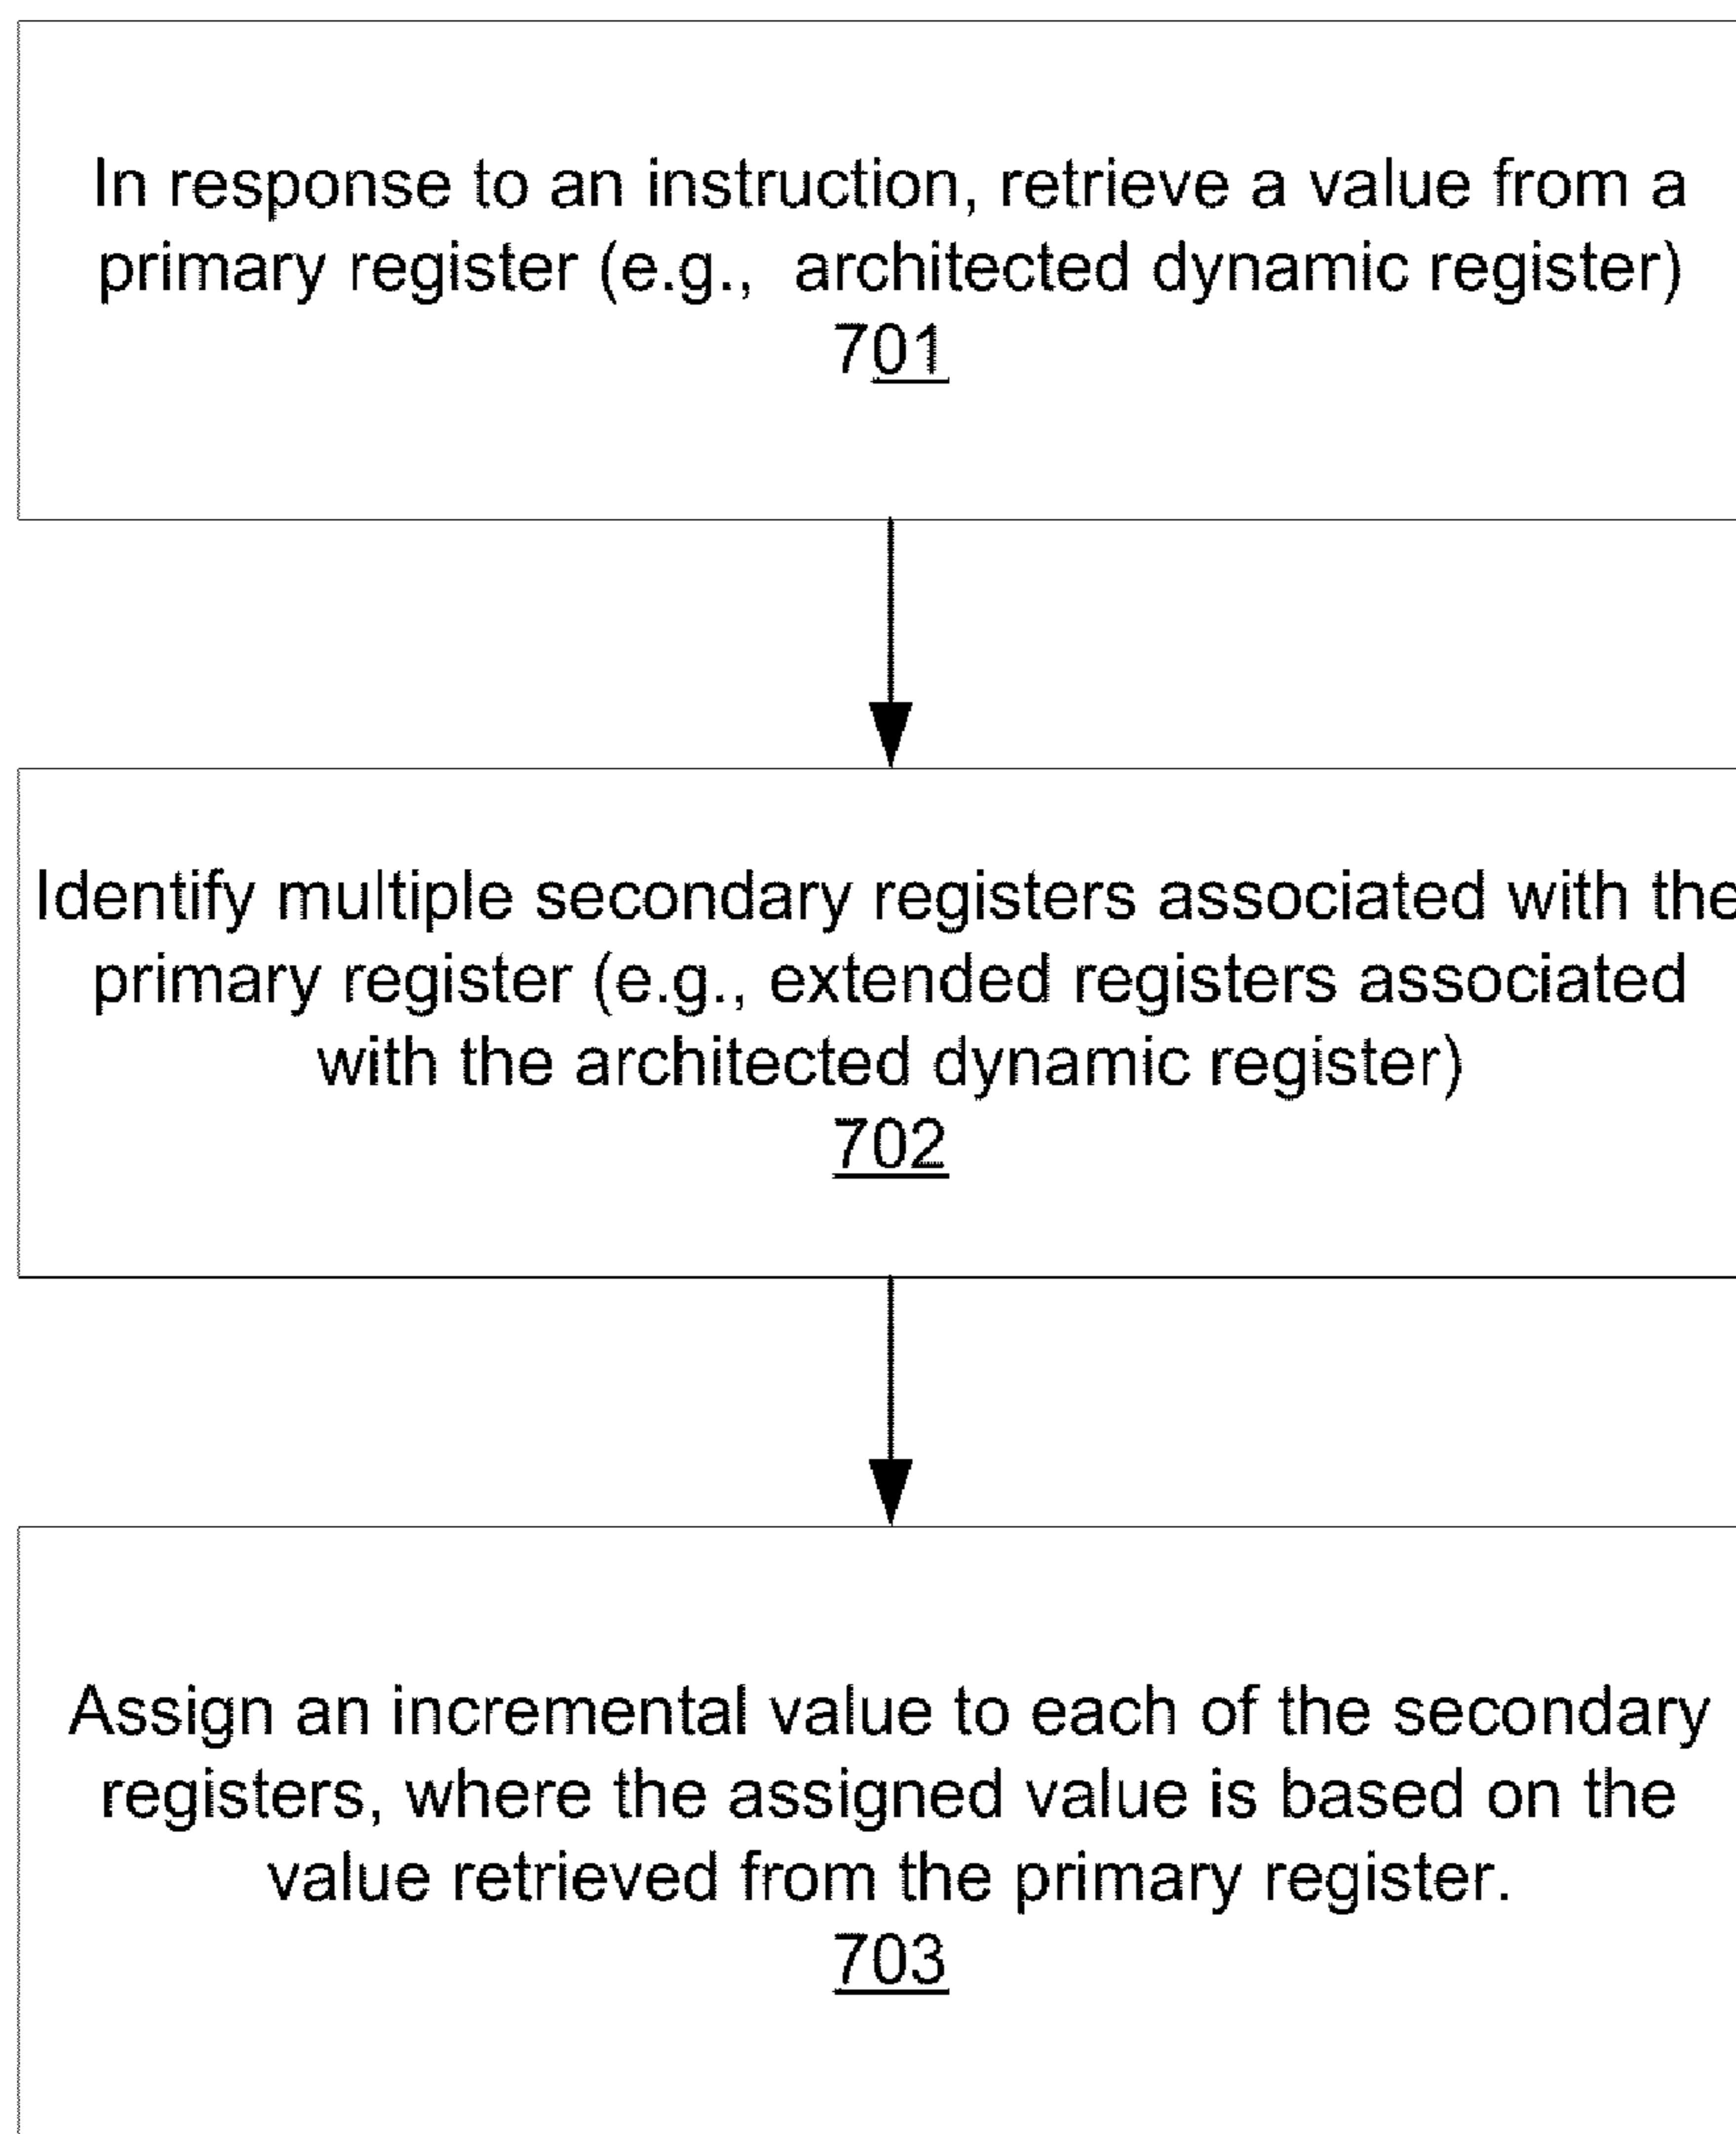 In response to an instruction, retrieve a value from a
primary register (e.g., architected dynamic register)
701
Identify multiple secondary registers associated with the
primary register (e.g., extended registers associated
with the architected dynamic register)
702
Assign an incremental value to each of the secondary
registers, where the assigned value is based on the
value retrieved from the primary register.
703